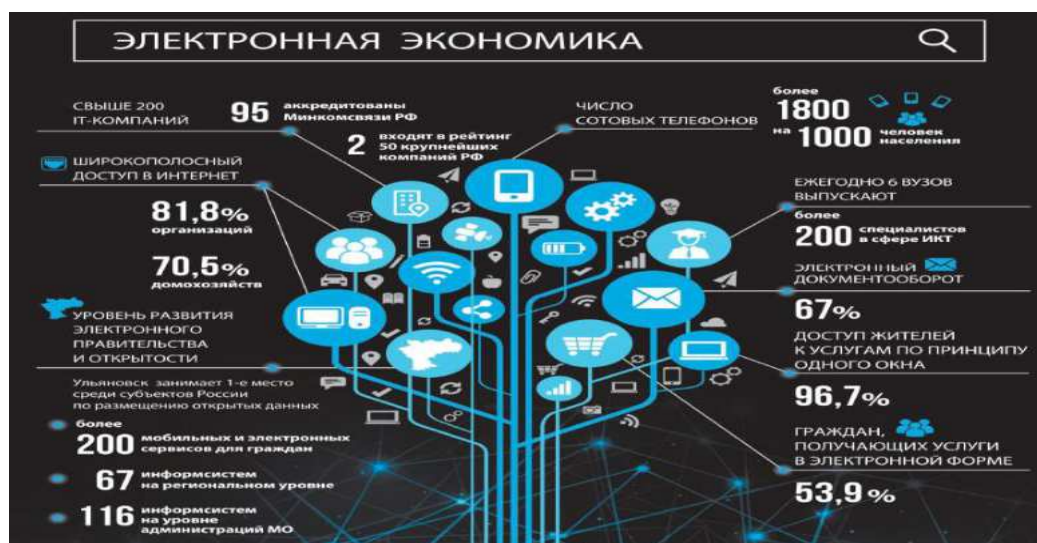 ЭЛЕКТРОННАЯ ЭКОНОМИКА
СВЫШЕ 200
IT-КОМПАНИЙ
95 аккредитованы
Минкомсвязи РФ
2 входят в рейтинг
50 крупнейших
компаний РФ
ШИРОКОПОЛОСНЫЙ
ДОСТУП В ИНТЕРНЕТ
81,8%
организаций
70,5%
домохозяйств
УРОВЕНЬ РАЗВИТИЯ
ЭЛЕКТРОННОГО
ПРАВИТЕЛЬСТВА
И ОТКРЫТОСТИ
Ульяновск занимает 1-е место
среди субъектов России
по размещению открытых данных
более
200 мобильных и электронных
сервисов для граждан
67 информсистем
на региональном уровне
116 информсистем
на уровне
администраций МО
ЧИСЛО
СОТОВЫХ ТЕЛЕФОНОВ
более
1800
на 1000 человек
населения
ЕЖЕГОДНО 6 ВУЗОВ
ВЫПУСКАЮТ
более
200 специалистов
в сфере ИКТ
ЭЛЕКТРОННЫЙ
ДОКУМЕНТООБОРОТ
67%
ДОСТУП ЖИТЕЛЕЙ
К УСЛУГАМ ПО ПРИНЦИПУ
ОДНОГО ОКНА
96,7%
ГРАЖДАН,
ПОЛУЧАЮЩИХ УСЛУГИ
В ЭЛЕКТРОННОЙ ФОРМЕ
53,9%